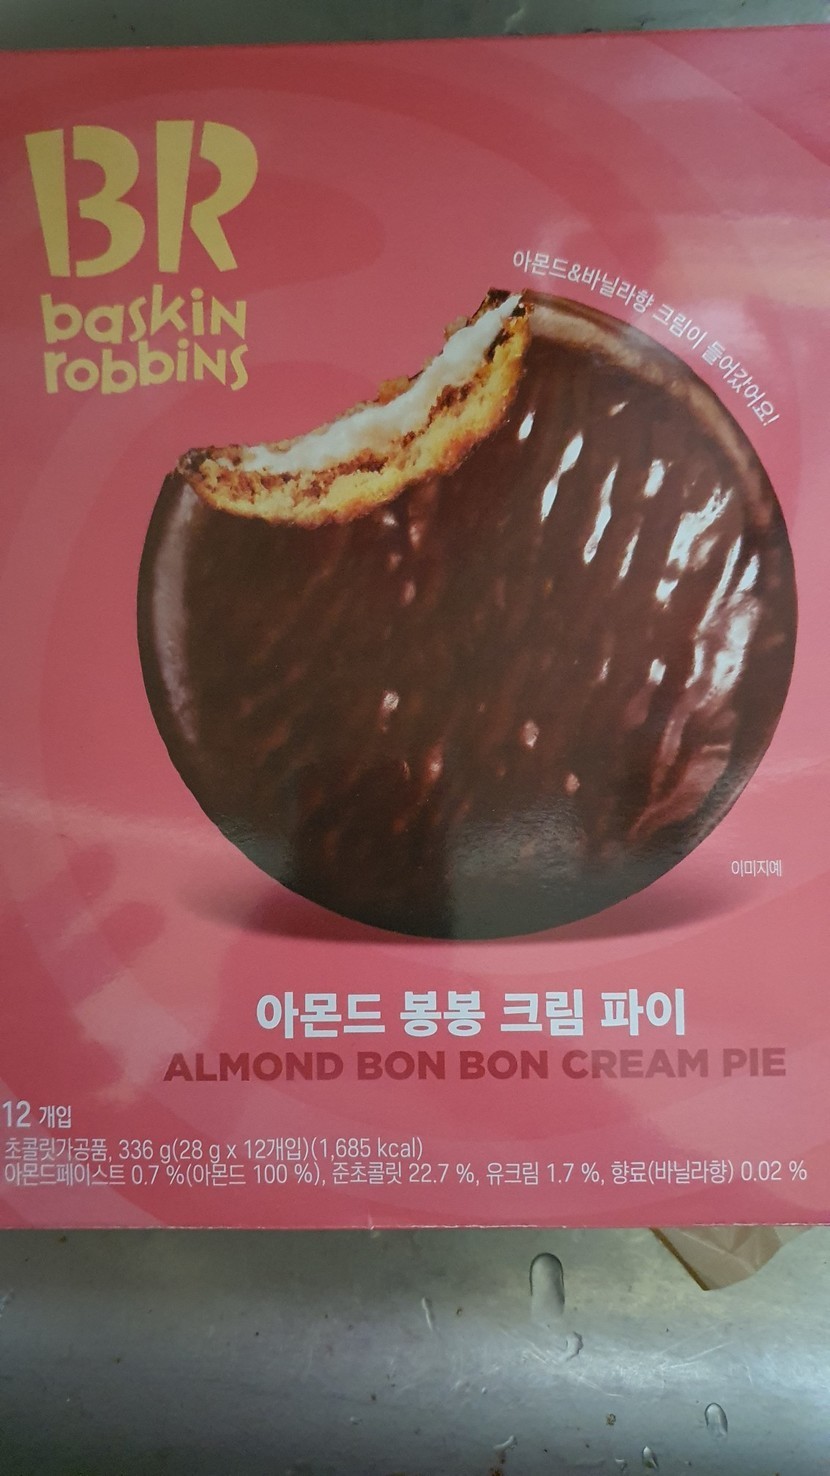 BR
baskin
robbins
아몬드&바닐라향 크림이 들어갔어요!
이미지예
아몬드 봉봉 크림 파이
ALMOND BON BON CREAM PIE
12 개입
초콜릿가공품, 336 g(28 g x 12개입)(1,685 kcal)
아몬드페이스트 0.7 %(아몬드 100 %), 준초콜릿 22.7 %, 유크림 1.7 %, 향료(바닐라향) 0.02 %